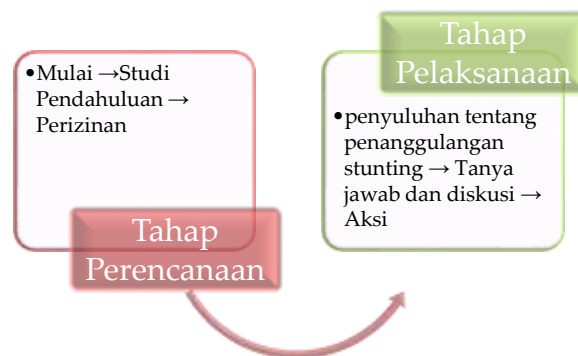 •Mulai →Studi
Pendahuluan →
Perizinan
Tahap
Perencanaan
Tahap
Pelaksanaan
•penyuluhan tentang
penanggulangan
stunting → Tanya
jawab dan diskusi →
Aksi